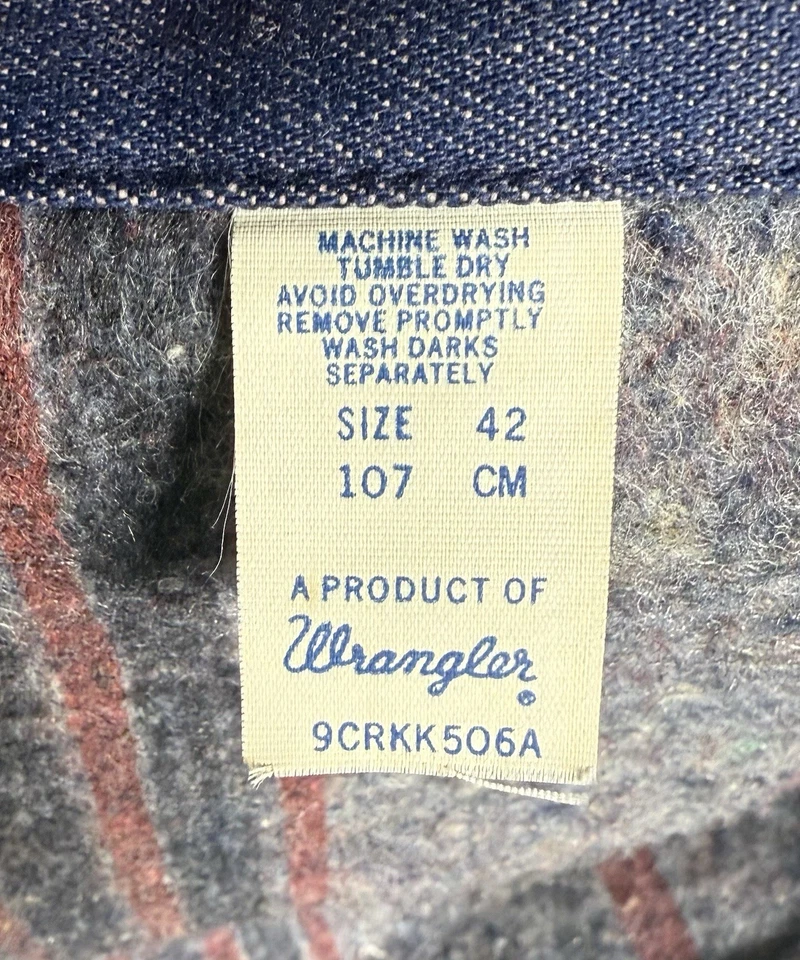 MACHINE WASH
TUMBLE DRY
AVOID OVERDRYING
REMOVE PROMPTLY
WASH DARKS
SEPARATELY
SIZE 42
107 CM
A PRODUCT OF
Wrangler®
9CRKK506A